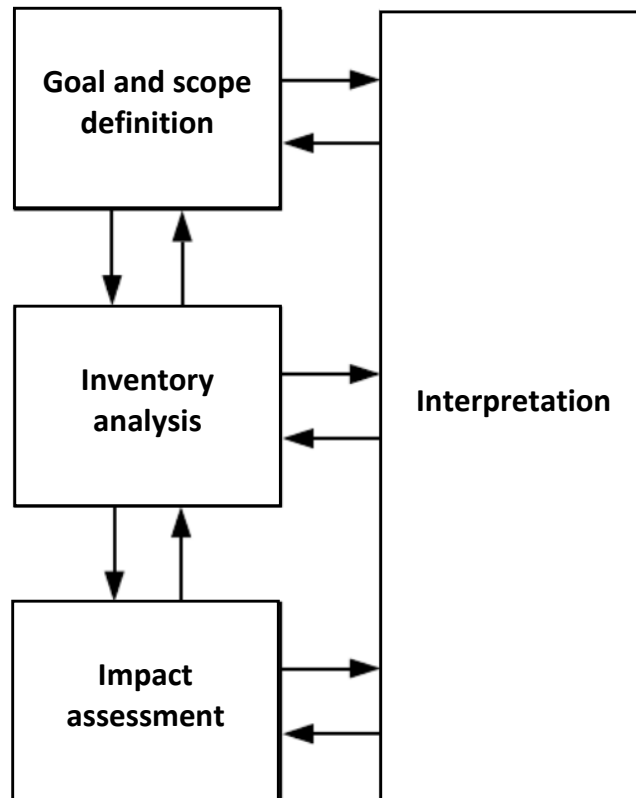 Goal and scope
definition
Inventory
analysis
Interpretation
Impact
assessment